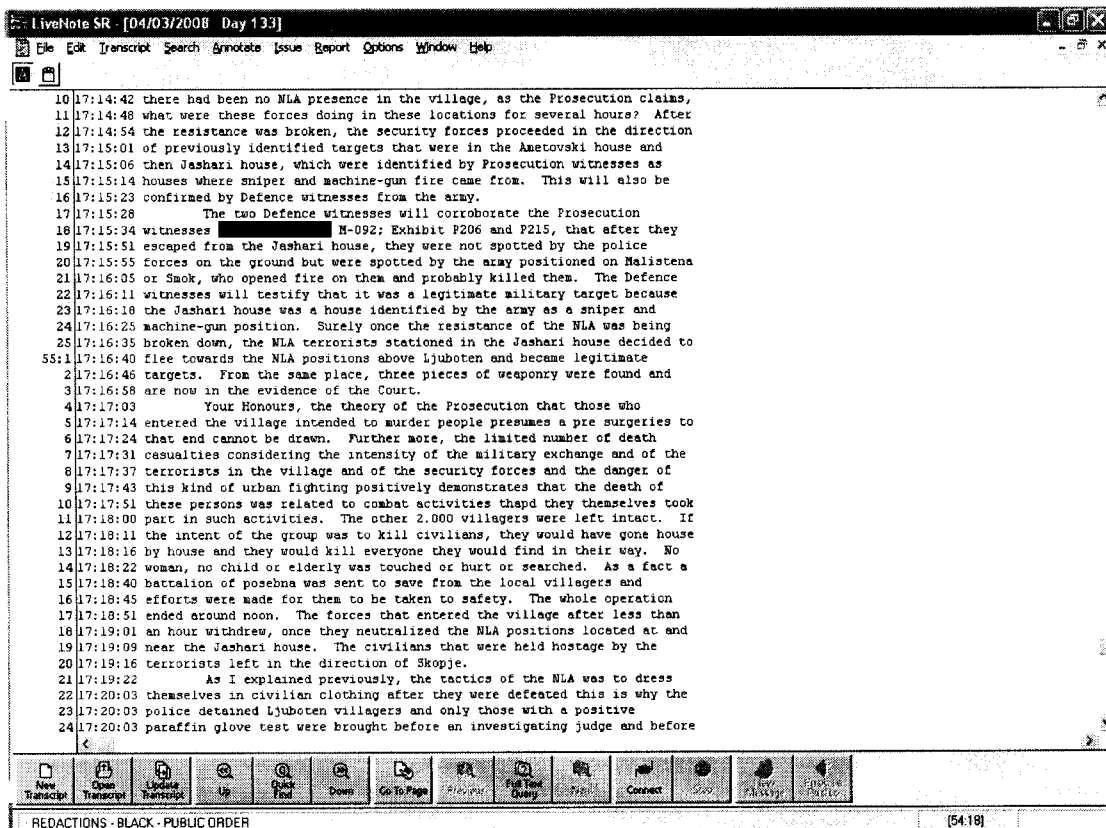 LiveNote SR - [04/03/2008 Day 133]
File Edit Transcript Search Annotate Issue Report Options Window Help
10 17:14:42 there had been no NLA presence in the village, as the Prosecution claims,
11 17:14:48 what were these forces doing in these locations for several hours? After
12 17:14:54 the resistance was broken, the security forces proceeded in the direction
13 17:15:01 of previously identified targets that were in the Ametovski house and
14 17:15:06 then Jashari house, which were identified by Prosecution witnesses as
15 17:15:14 houses where sniper and machine-gun fire came from. This will also be
16 17:15:23 confirmed by Defence witnesses from the army.
17 17:15:28 The two Defence witnesses will corroborate the Prosecution
18 17:15:34 witnesses M-092; Exhibit P206 and P215, that after they
19 17:15:51 escaped from the Jashari house, they were not spotted by the police
20 17:15:55 forces on the ground but were spotted by the army positioned on Malistena
21 17:16:05 or Smok, who opened fire on them and probably killed them. The Defence
22 17:16:11 witnesses will testify that it was a legitimate military target because
23 17:16:18 the Jashari house was a house identified by the army as a sniper and
24 17:16:25 machine-gun position. Surely once the resistance of the NLA was being
25 17:16:35 broken down, the NLA terrorists stationed in the Jashari house decided to
55:1 17:16:40 flee towards the NLA positions above Ljuboten and became legitimate
2 17:16:46 targets. From the same place, three pieces of weaponry were found and
3 17:16:58 are now in the evidence of the Court.
4 17:17:03 Your Honours, the theory of the Prosecution that those who
5 17:17:14 entered the village intended to murder people presumes a pre surgeries to
6 17:17:24 that end cannot be drawn. Further more, the limited number of death
7 17:17:31 casualties considering the intensity of the military exchange and of the
8 17:17:37 terrorists in the village and of the security forces and the danger of
9 17:17:43 this kind of urban fighting positively demonstrates that the death of
10 17:17:51 these persons was related to combat activities thapd they themselves took
11 17:18:00 part in such activities. The other 2.000 villagers were left intact. If
12 17:18:11 the intent of the group was to kill civilians, they would have gone house
13 17:18:16 by house and they would kill everyone they would find in their way. No
14 17:18:22 woman, no child or elderly was touched or hurt or searched. As a fact a
15 17:18:40 battalion of posebna was sent to save from the local villagers and
16 17:18:45 efforts were made for them to be taken to safety. The whole operation
17 17:18:51 ended around noon. The forces that entered the village after less than
18 17:19:01 an hour withdrew, once they neutralized the NLA positions located at and
19 17:19:09 near the Jashari house. The civilians that were held hostage by the
20 17:19:16 terrorists left in the direction of Skopje.
21 17:19:22 As I explained previously, the tactics of the NLA was to dress
22 17:20:03 themselves in civilian clothing after they were defeated this is why the
23 17:20:03 police detained Ljuboten villagers and only those with a positive
24 17:20:03 paraffin glove test were brought before an investigating judge and before
New Transcript Open Transcript Update Transcript Up Quick Find Down Go To Page Previous Full Text Query Connect Message
REDACTIONS - BLACK - PUBLIC ORDER [54:18]